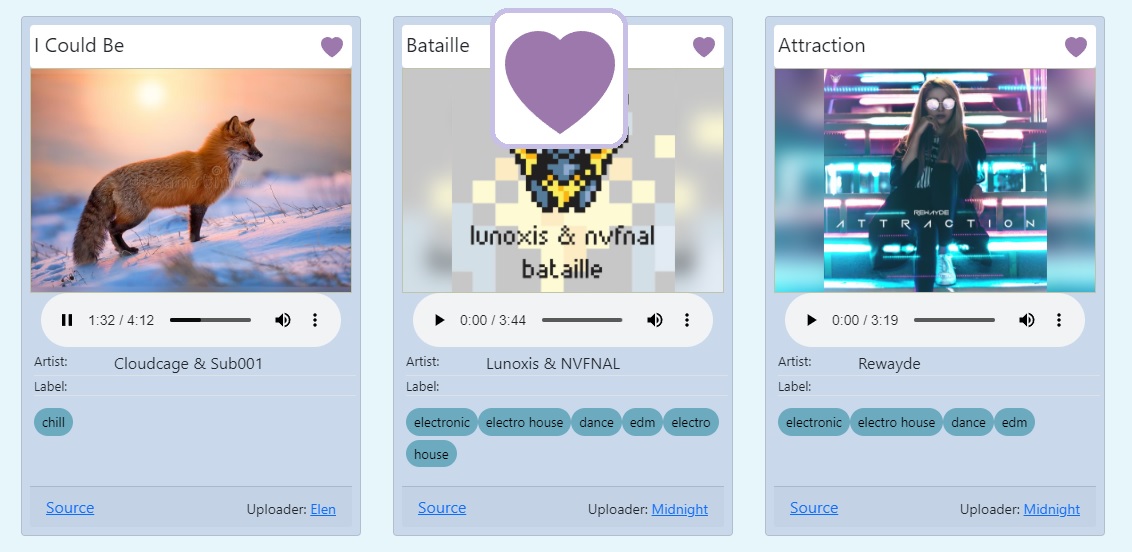 I Could Be
1:32 / 4:12
Artist: Cloudcage & Sub001
Label:
chill
Source
Uploader: Elen
Bataille
lunoxis & nvfnal
bataille
0:00 / 3:44
Artist: Lunoxis & NVFNAL
Label:
electronic electro house dance edm electro
house
Source
Uploader: Midnight
Attraction
REWAYDE
ATTRACTION
0:00 / 3:19
Artist: Rewayde
Label:
electronic electro house dance edm
Source
Uploader: Midnight